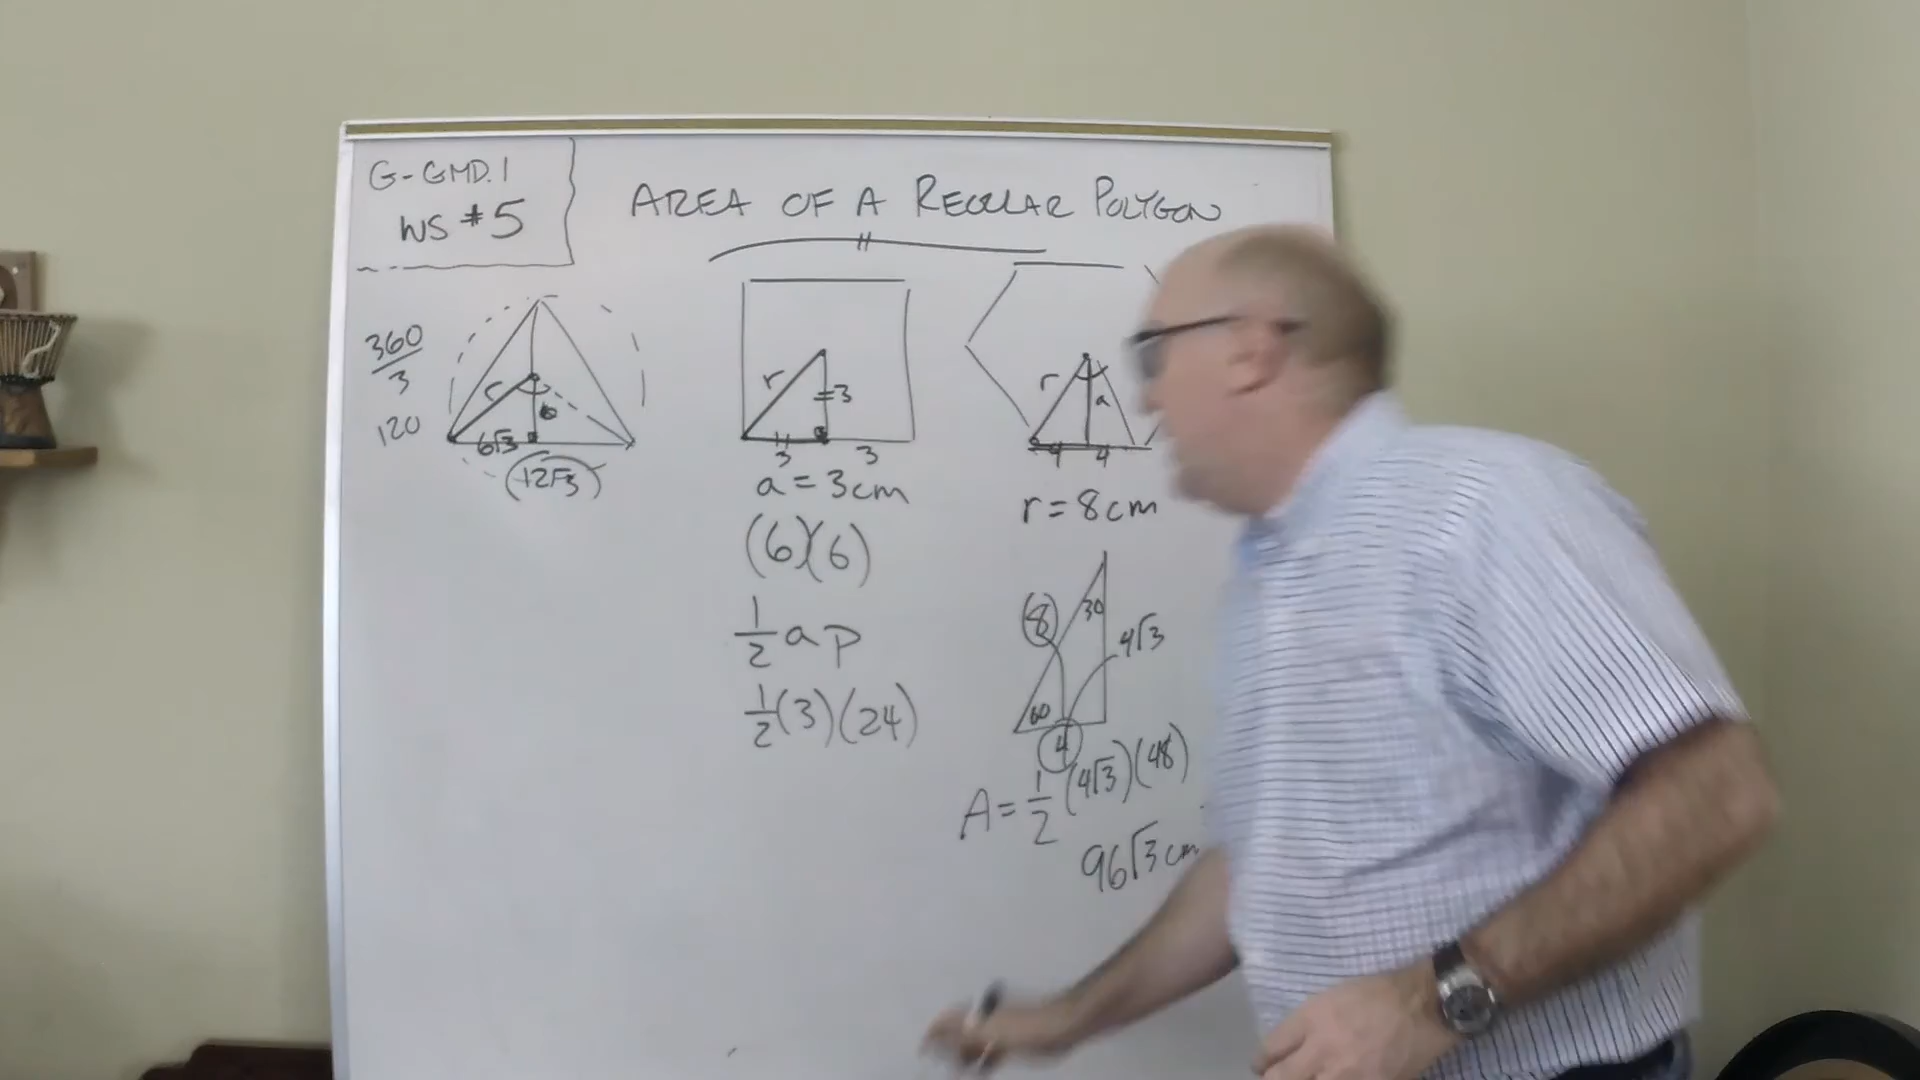 G-GMD.1
WS #5
AREA OF A REGULAR POLYGON
360
3
120
r
6
6√3
12√3
r
3
3
3
a = 3cm
(6)(6)
1
2
a p
1
2
(3)(24)
r
a
4
4
r = 8cm
8
30
4√3
60
4
A = 1
2
(4√3)(48)
96√3 cm